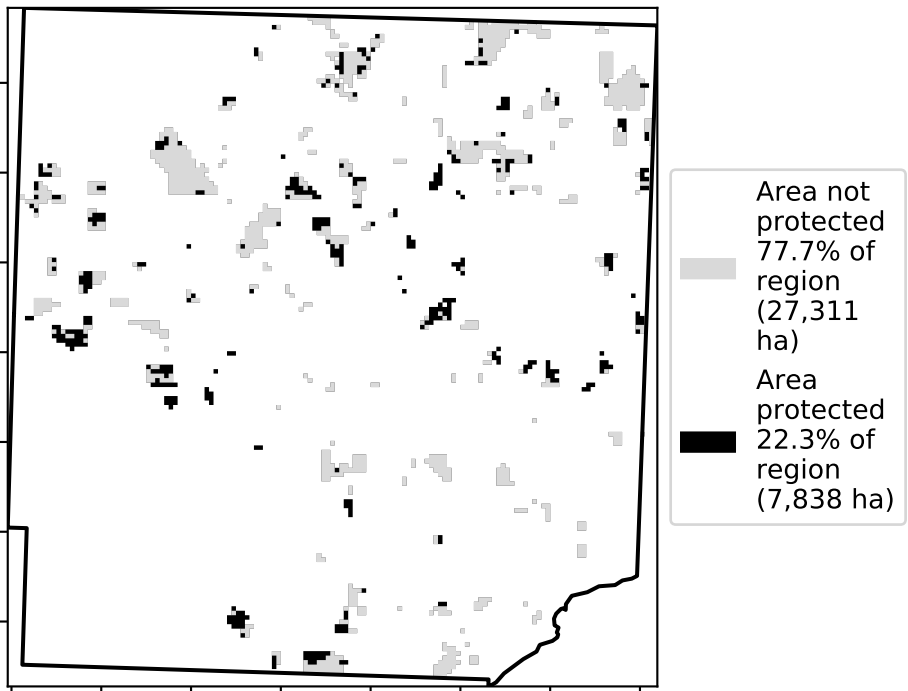 Area not
protected
77.7% of
region
(27,311
ha)
Area
protected
22.3% of
region
(7,838 ha)